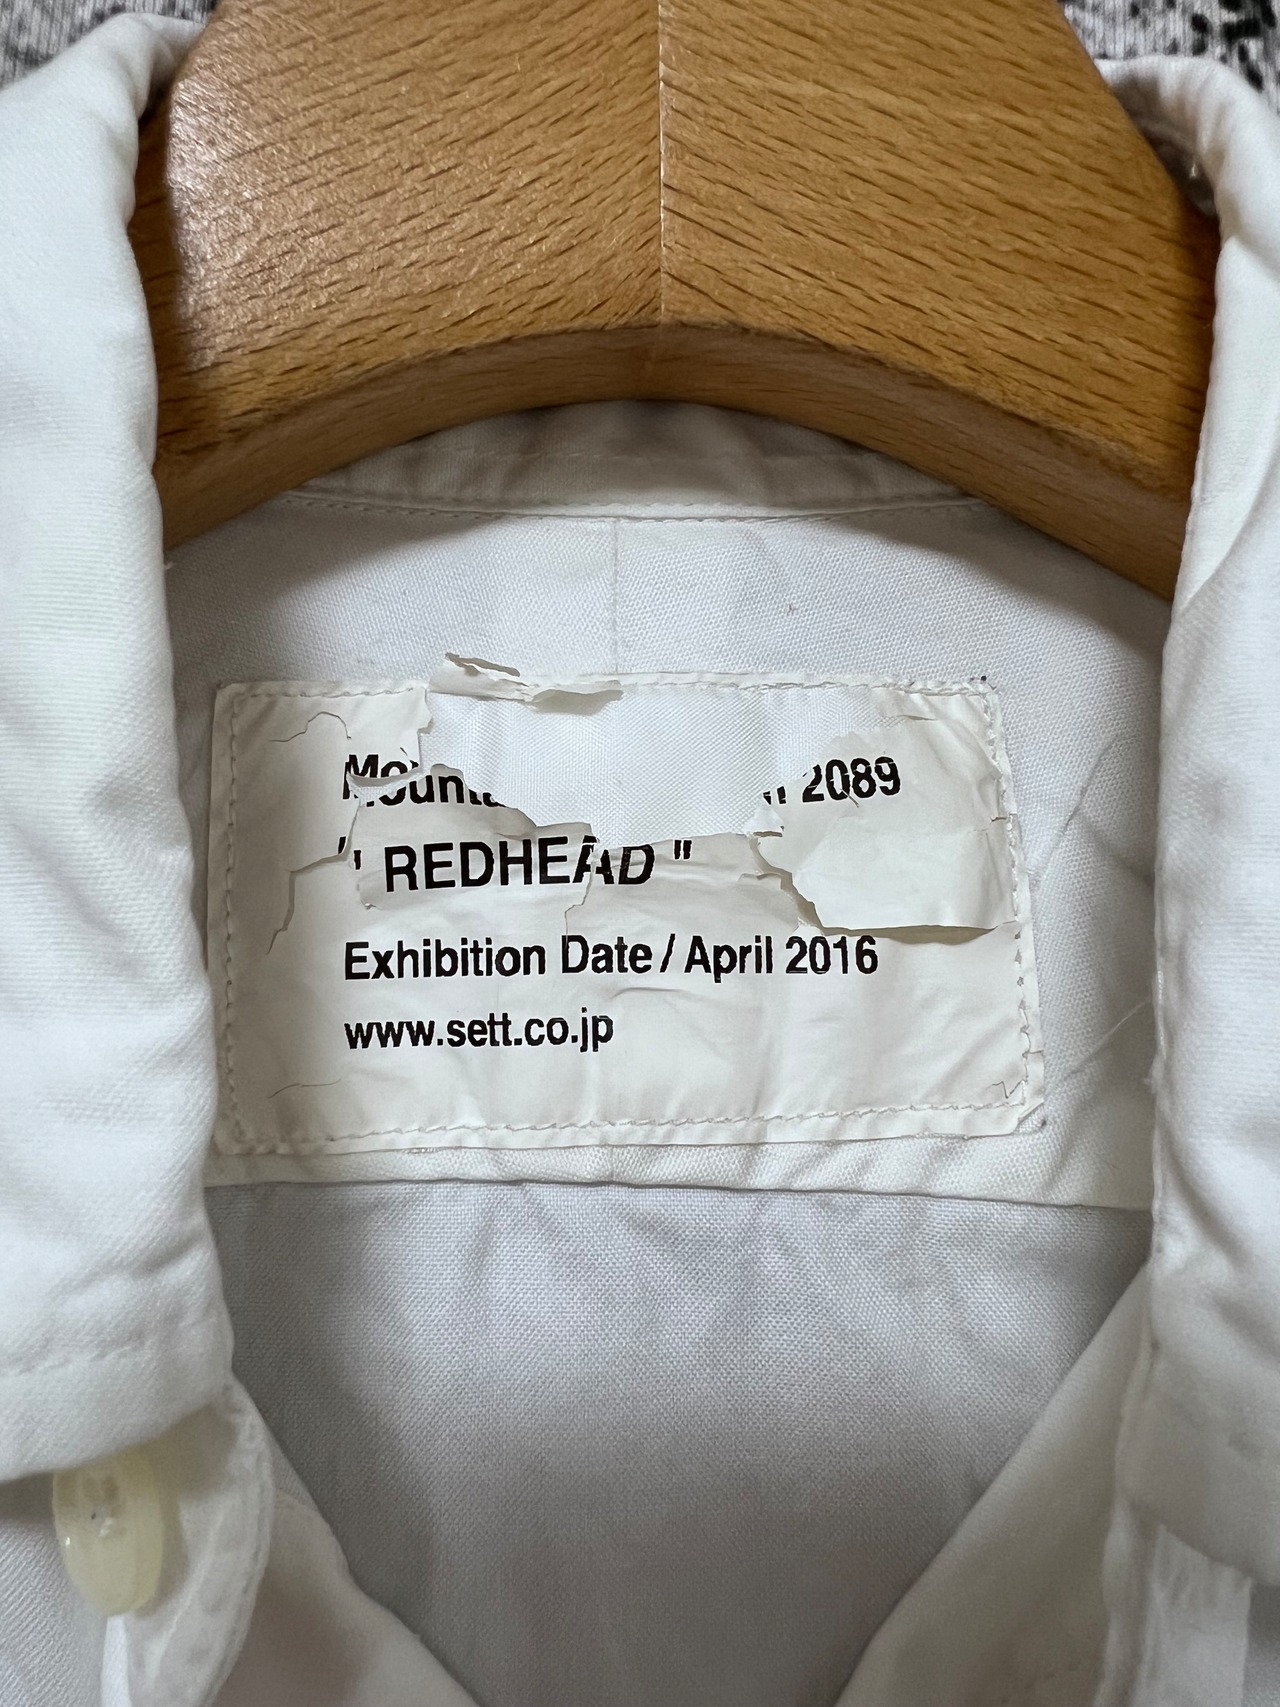 2089
" REDHEAD "
Exhibition Date / April 2016
www.sett.co.jp